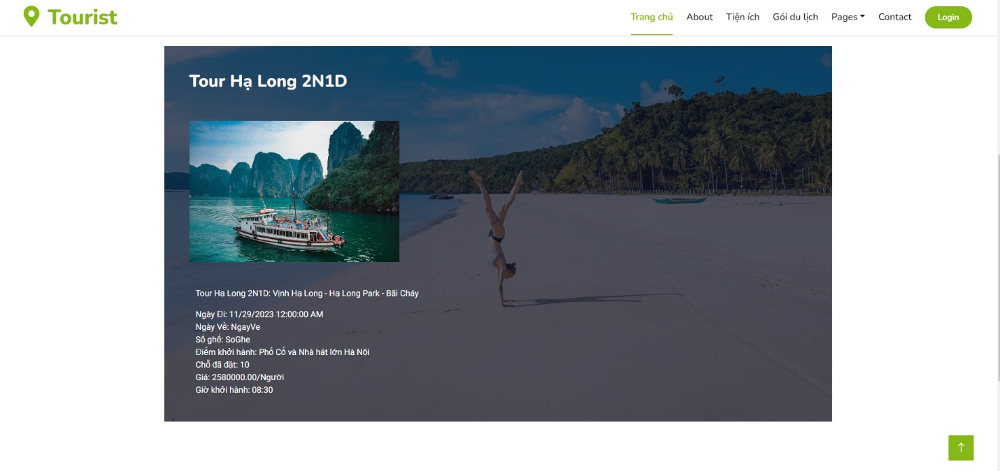 Tourist
Trang chủ About Tiện ích Gói du lịch Pages Contact Login
Tour Hạ Long 2N1D
Tour Hạ Long 2N1D: Vịnh Hạ Long - Hạ Long Park - Bãi Cháy
Ngày Đi: 11/29/2023 12:00:00 AM
Ngày Về: NgayVe
Số ghế: SoGhe
Điểm khởi hành: Phố Cổ và Nhà hát lớn Hà Nội
Chỗ đã đặt: 10
Giá: 2580000.00/Người
Giờ khởi hành: 08:30